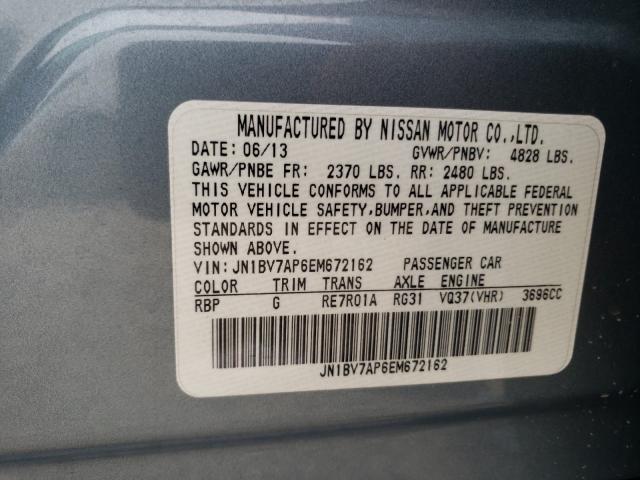 MANUFACTURED BY NISSAN MOTOR CO.,LTD.
DATE: 06/13 GVWR/PNBV: 4828 LBS.
GAWR/PNBE FR: 2370 LBS. RR: 2480 LBS.
THIS VEHICLE CONFORMS TO ALL APPLICABLE FEDERAL
MOTOR VEHICLE SAFETY,BUMPER,AND THEFT PREVENTION
STANDARDS IN EFFECT ON THE DATE OF MANUFACTURE
SHOWN ABOVE.
VIN: JN1BV7AP6EM672162 PASSENGER CAR
COLOR TRIM TRANS AXLE ENGINE
RBP G RE7R01A RG31 VQ37(VHR) 3696CC
JN1BV7AP6EM672162